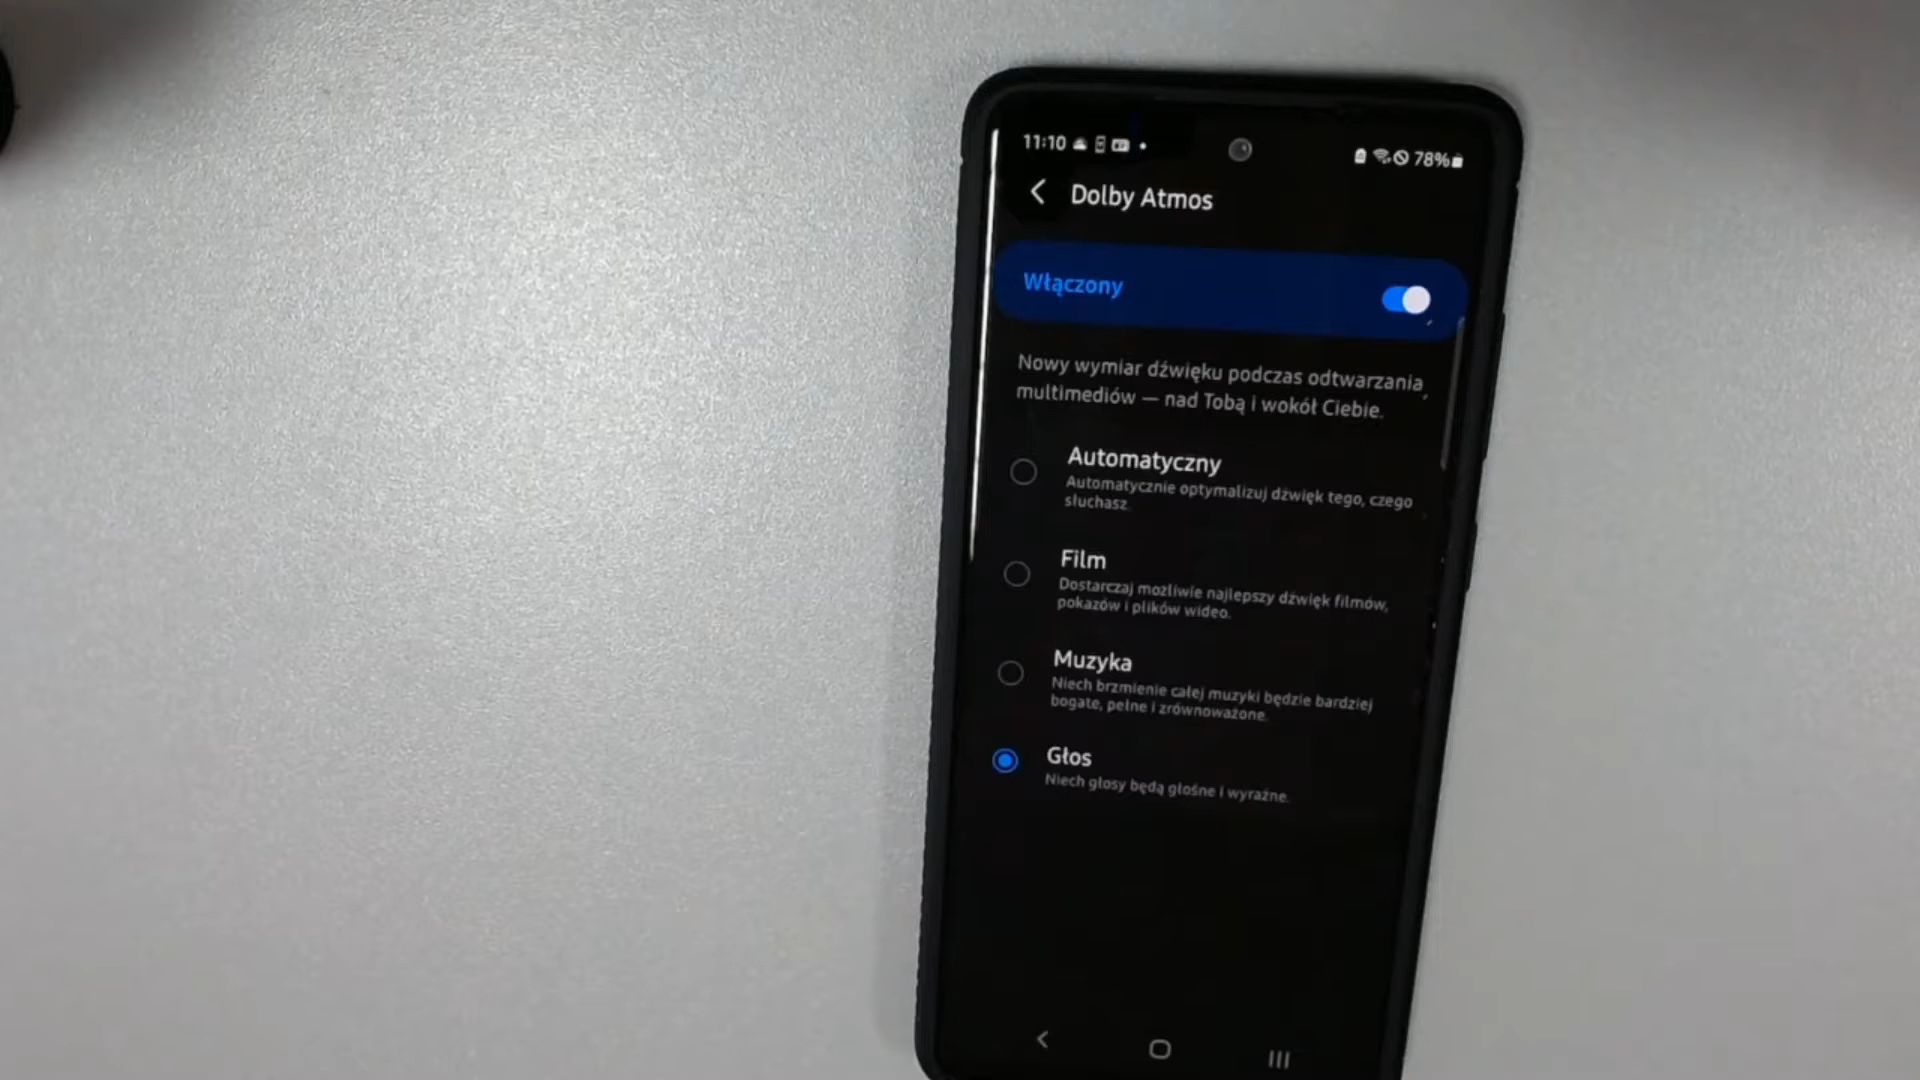 11:10
78%
Dolby Atmos
Włączony
Nowy wymiar dźwięku podczas odtwarzania
multimediów — nad Tobą i wokół Ciebie.
Automatyczny
Automatycznie optymalizuj dźwięk tego, czego
słuchasz.
Film
Dostarczaj możliwie najlepszy dźwięk filmów,
pokazów i plików wideo.
Muzyka
Niech brzmienie całej muzyki będzie bardziej
bogate, pełne i zrównoważone.
Głos
Niech głosy będą głośne i wyraźne.